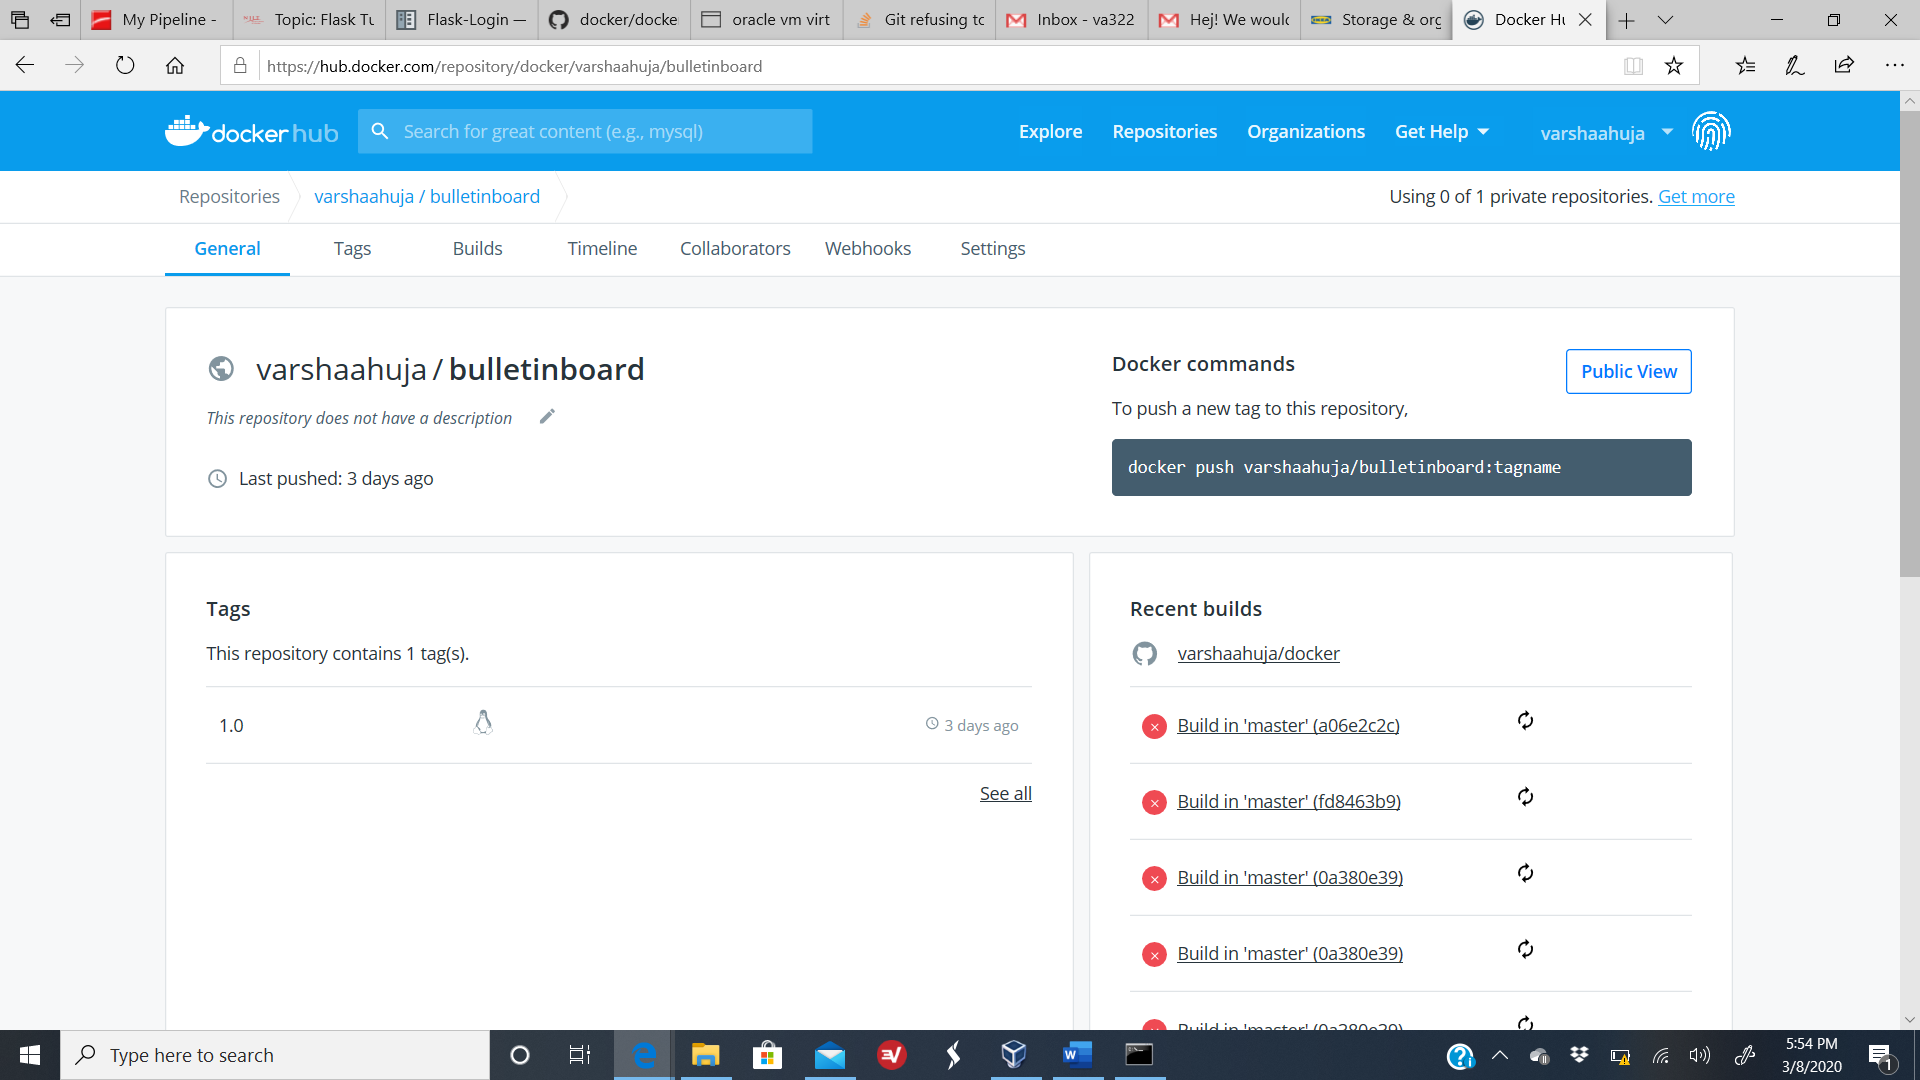 My Pipeline -
Topic: Flask Tu
Flask-Login —
docker/docke
oracle vm virt
Git refusing to
Inbox - va322
Hej! We woul
Storage & org
Docker Hu
https://hub.docker.com/repository/docker/varshaahuja/bulletinboard
docker hub
Search for great content (e.g., mysql)
Explore
Repositories
Organizations
Get Help
varshaahuja
Repositories
varshaahuja / bulletinboard
Using 0 of 1 private repositories. Get more
General
Tags
Builds
Timeline
Collaborators
Webhooks
Settings
varshaahuja / bulletinboard
This repository does not have a description
Last pushed: 3 days ago
Docker commands
Public View
To push a new tag to this repository,
docker push varshaahuja/bulletinboard:tagname
Tags
This repository contains 1 tag(s).
1.0
3 days ago
See all
Recent builds
varshaahuja/docker
Build in 'master' (a06e2c2c)
Build in 'master' (fd8463b9)
Build in 'master' (0a380e39)
Build in 'master' (0a380e39)
Build in 'master' (0a380e39)
Type here to search
5:54 PM
3/8/2020
1